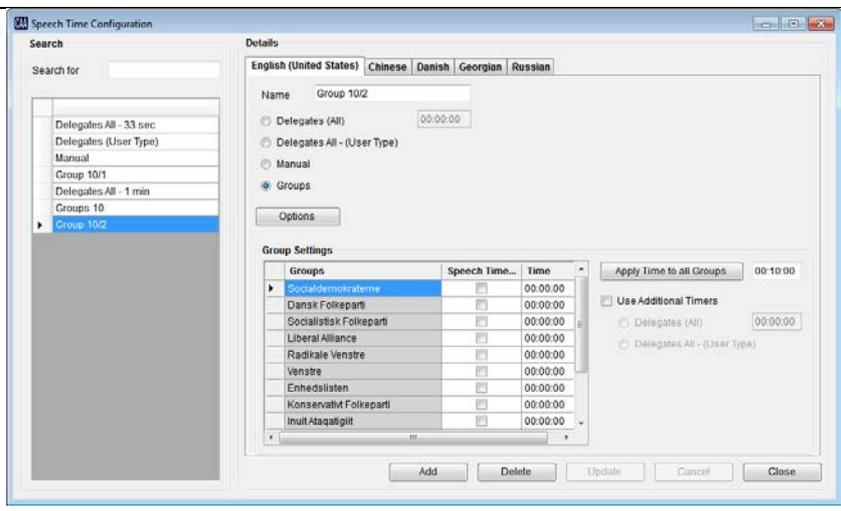 CAA Speech Time Configuration
Search
Search for
Delegates All - 33 sec
Delegates (User Type)
Manual
Group 10/1
Delegates All - 1 min
Groups 10
Group 10/2
Details
English (United States) Chinese Danish Georgian Russian
Name Group 10/2
Delegates (All) 00:00:00
Delegates All - (User Type)
Manual
Groups
Options
Group Settings
Groups Speech Time... Time
Socialdemokraterne 00:00:00
Dansk Folkeparti 00:00:00
Socialistisk Folkeparti 00:00:00
Liberal Alliance 00:00:00
Radikale Venstre 00:00:00
Venstre 00:00:00
Enhedslisten 00:00:00
Konservativt Folkeparti 00:00:00
Inuit Ataqatigiit 00:00:00
Apply Time to all Groups 00:10:00
Use Additional Timers
Delegates (All) 00:00:00
Delegates All - (User Type)
Add Delete Update Cancel Close